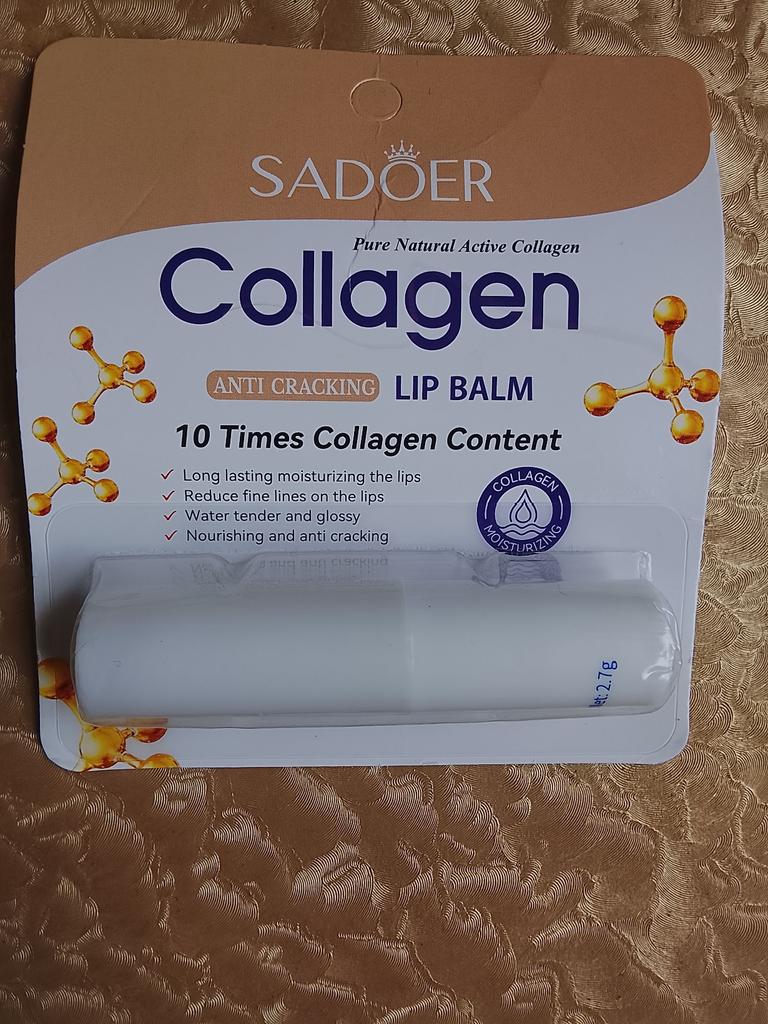 SADOER
Pure Natural Active Collagen
Collagen
ANTI CRACKING LIP BALM
10 Times Collagen Content
✓ Long lasting moisturizing the lips
✓ Reduce fine lines on the lips
✓ Water tender and glossy
✓ Nourishing and anti cracking
COLLAGEN
MOISTURIZING
2.7g